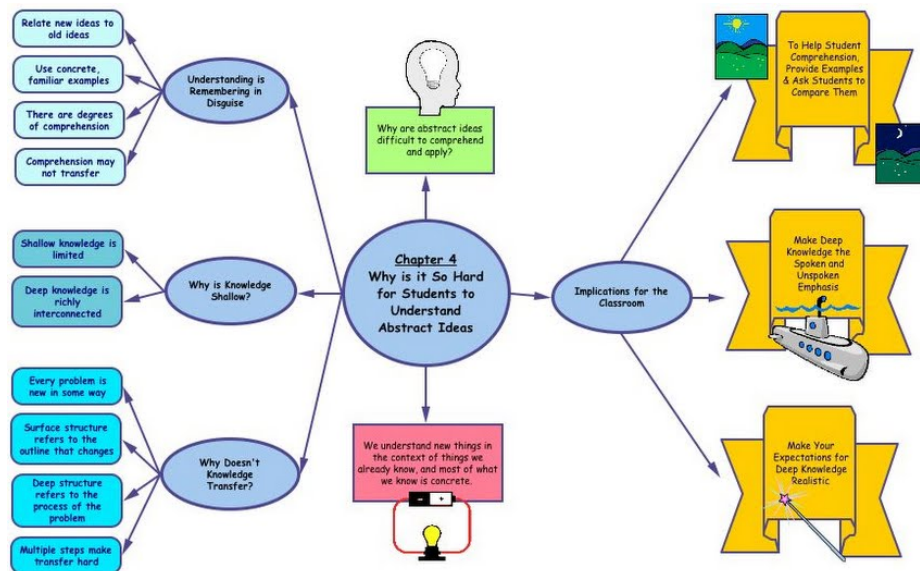 Relate new ideas to
old ideas
Use concrete,
familiar examples
There are degrees of
comprehension
Comprehension may
not transfer
Understanding is
Remembering in
Disguise
Shallow knowledge is
limited
Deep knowledge is
richly
interconnected
Why is Knowledge
Shallow?
Every problem is
new in some way
Surface structure
refers to the
outline that changes
Deep structure
refers to the
process of the
problem
Multiple steps make
transfer hard
Why Doesn't
Knowledge
Transfer?
Why are abstract ideas
difficult to comprehend
and apply?
Chapter 4
Why is it So Hard
for Students to
Understand
Abstract Ideas
We understand new things in
the context of things we
already know, and most of what
we know is concrete.
- +
Implications for the
Classroom
To Help Student
Comprehension,
Provide Examples
& Ask Students to
Compare Them
Make Deep
Knowledge the
Spoken and
Unspoken
Emphasis
Make Your
Expectations for
Deep Knowledge
Realistic